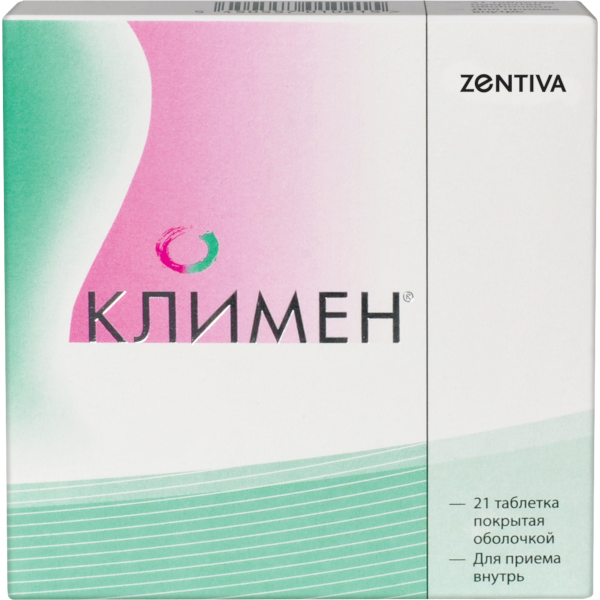 ZENTIVA
КЛИМЕН®
— 21 таблетка
покрытая
оболочкой
— Для приема
внутрь